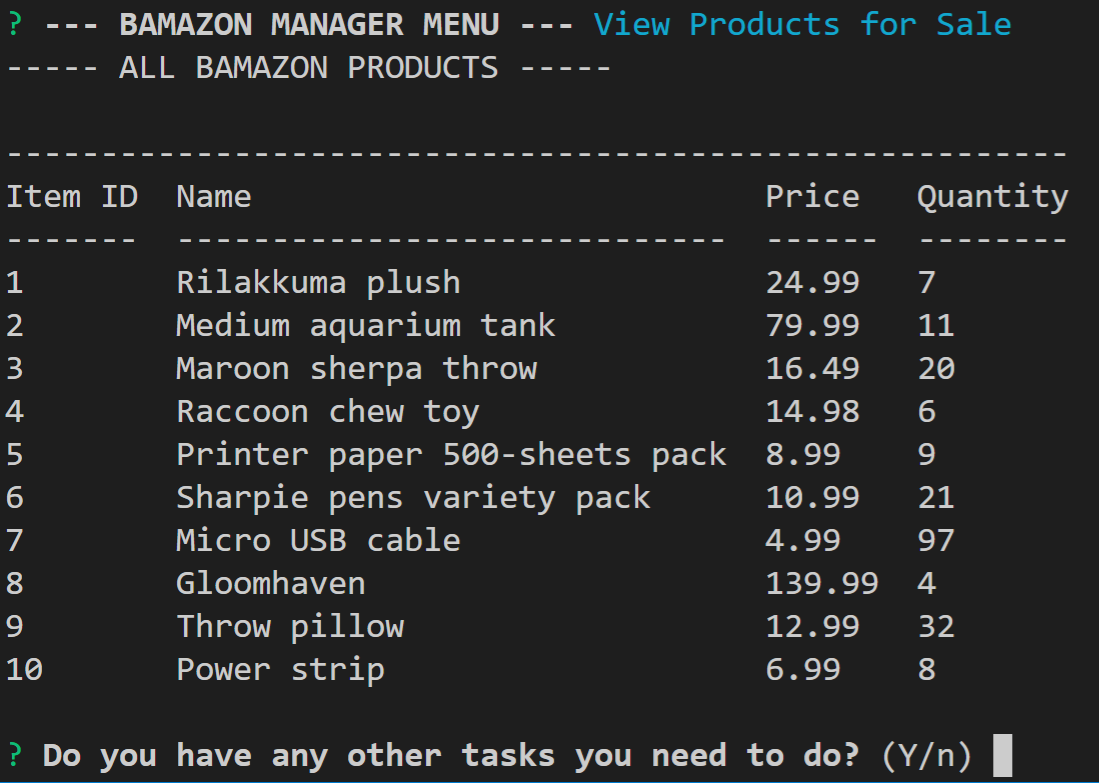 ? --- BAMAZON MANAGER MENU --- View Products for Sale
----- ALL BAMAZON PRODUCTS -----
--------------------------------------------------------
Item ID  Name                           Price   Quantity
-------  -----------------------------  ------  --------
1        Rilakkuma plush                24.99   7
2        Medium aquarium tank           79.99   11
3        Maroon sherpa throw            16.49   20
4        Raccoon chew toy               14.98   6
5        Printer paper 500-sheets pack  8.99    9
6        Sharpie pens variety pack      10.99   21
7        Micro USB cable                4.99    97
8        Gloomhaven                     139.99  4
9        Throw pillow                   12.99   32
10       Power strip                    6.99    8
? Do you have any other tasks you need to do? (Y/n)